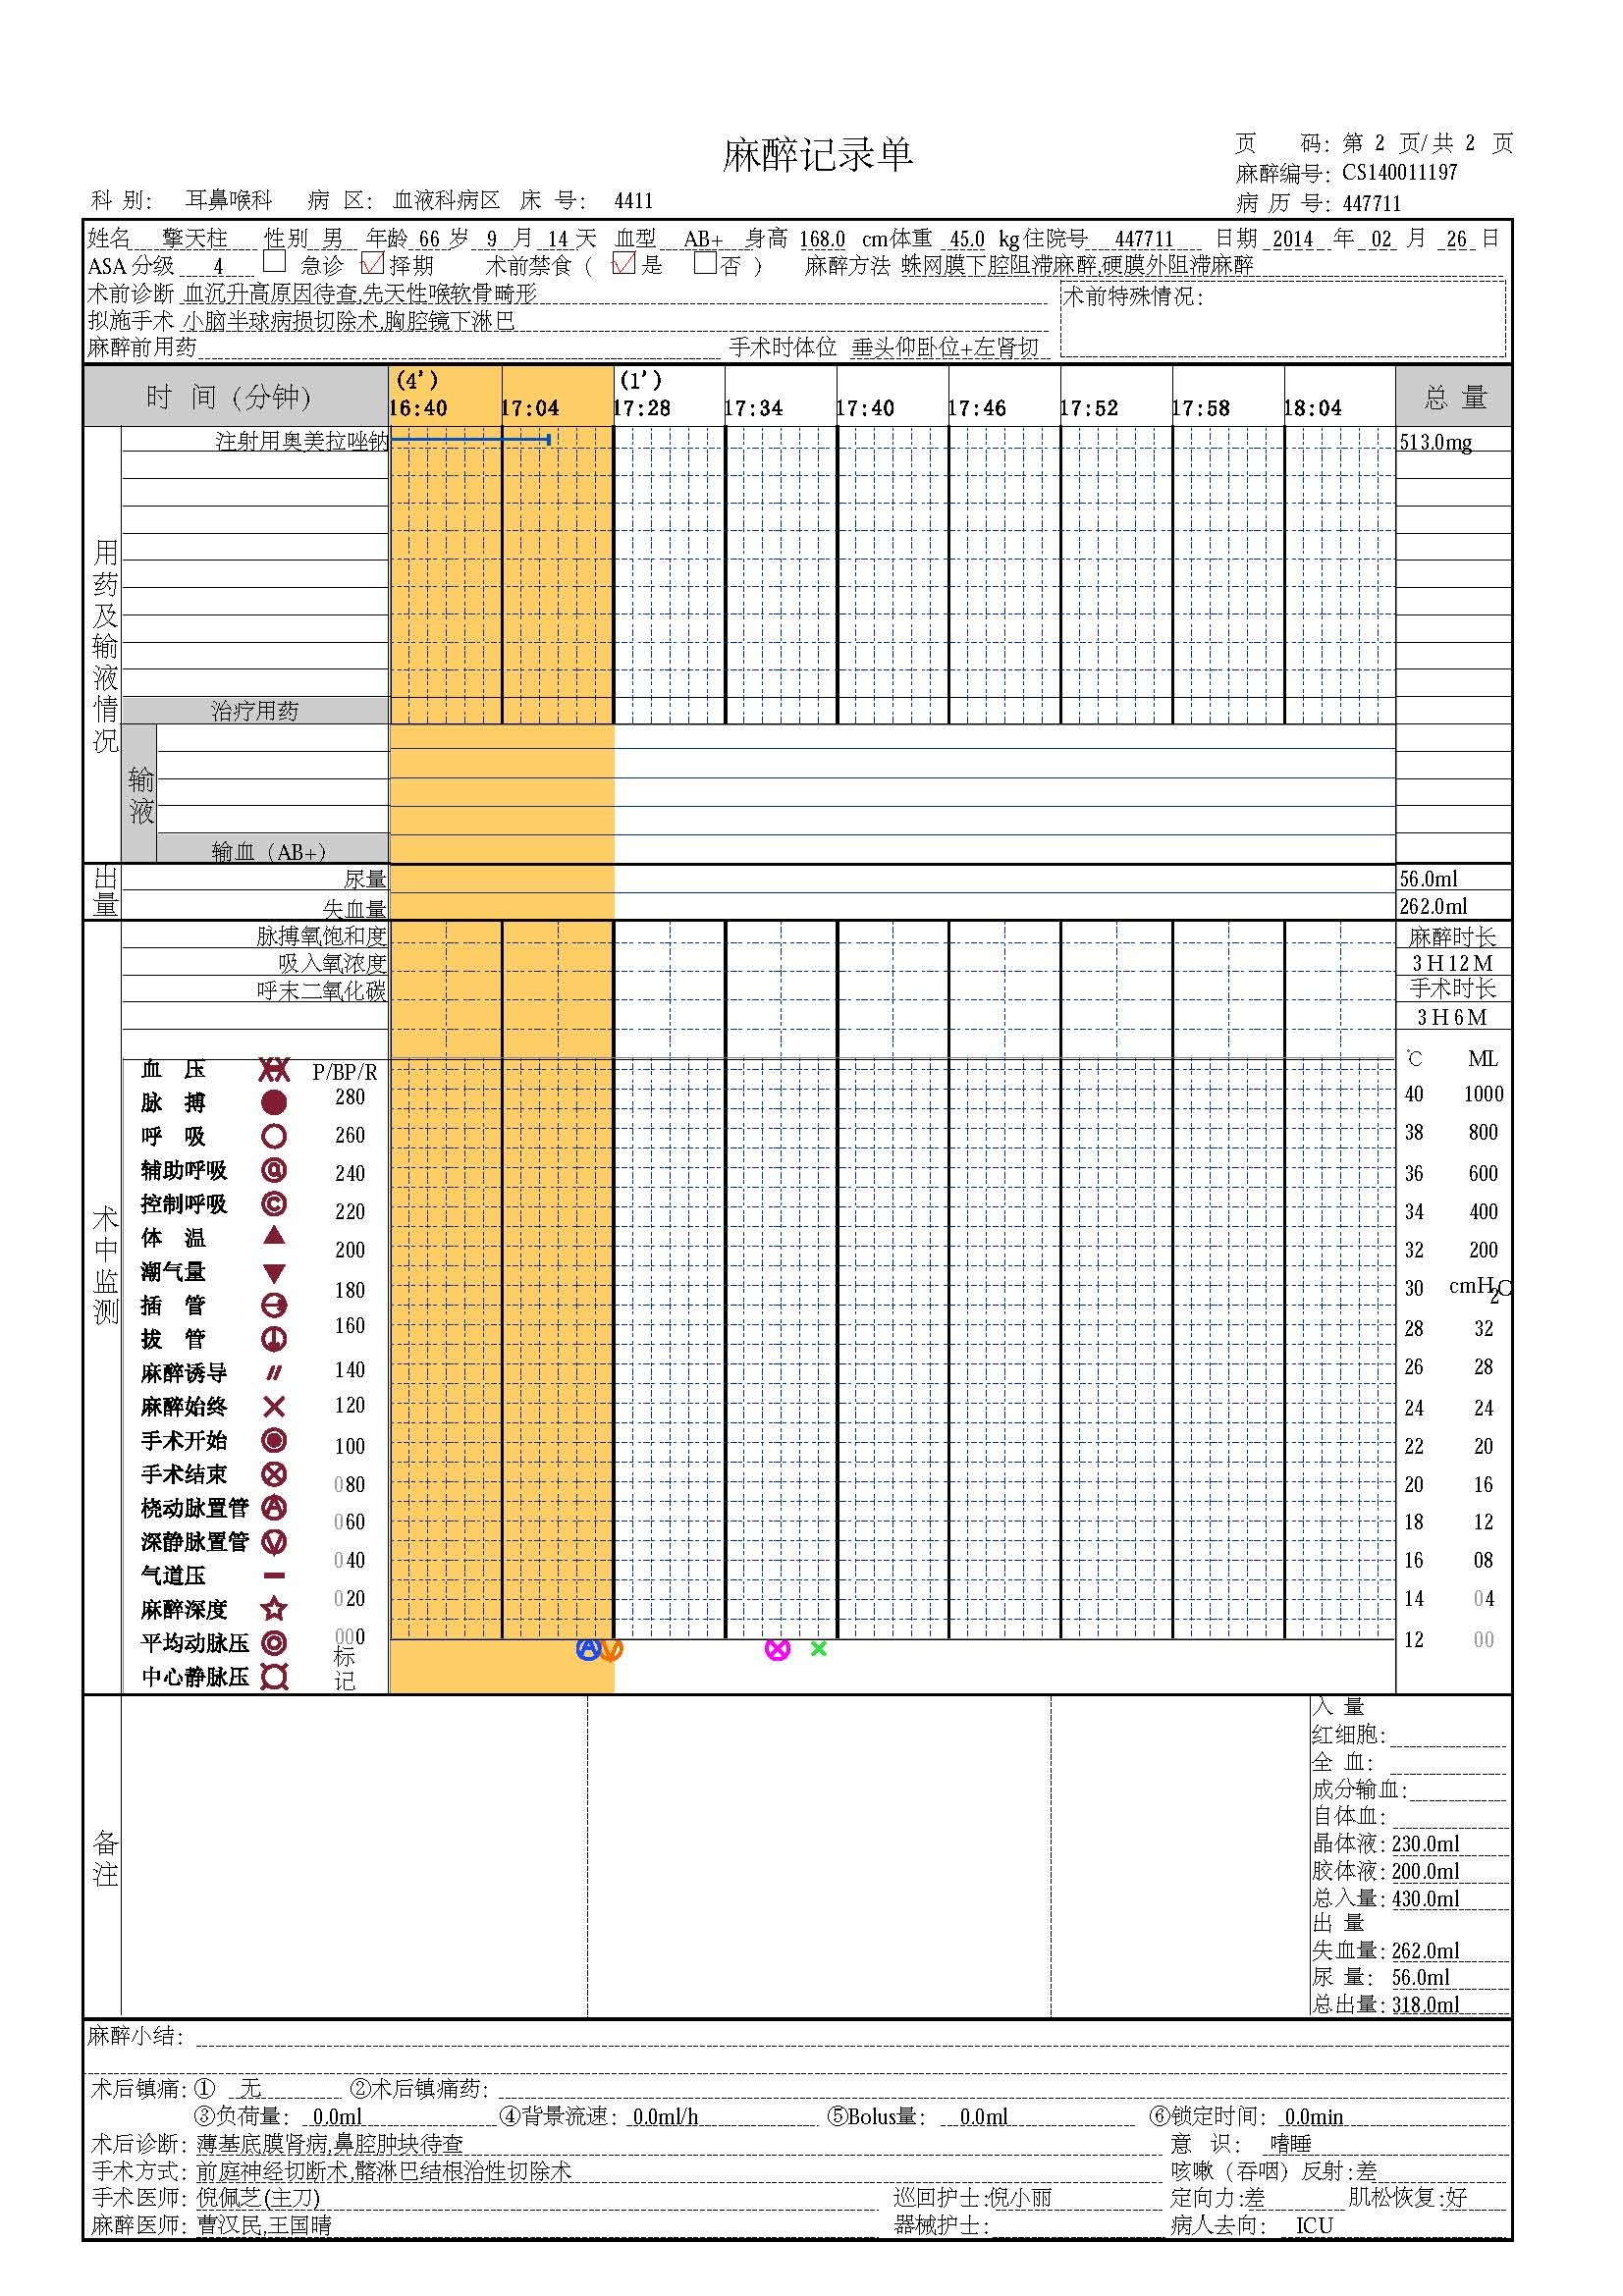 麻醉记录单
页 码: 第 2 页/共 2 页
麻醉编号: CS140011197
病 历 号: 447711
科 别: 耳鼻喉科 病 区: 血液科病区 床 号: 4411
姓名 擎天柱 性别 男 年龄 66 岁 9 月 14 天 血型 AB+ 身高 168.0 cm 体重 45.0 kg 住院号 447711 日期 2014 年 02 月 26 日
ASA 分级 4 急诊 择期 术前禁食 ( 是 否 ) 麻醉方法 蛛网膜下腔阻滞麻醉,硬膜外阻滞麻醉
术前诊断 血沉升高原因待查,先天性喉软骨畸形
术前特殊情况:
拟施手术 小脑半球病损切除术,胸腔镜下淋巴
麻醉前用药 手术时体位 垂头仰卧位+左肾切
时 间 (分钟) (4') (1') 总 量
16:40 17:04 17:28 17:34 17:40 17:46 17:52 17:58 18:04
用药及输液情况
注射用奥美拉唑钠 513.0mg
治疗用药
输液
输血 (AB+)
出量
尿量 56.0ml
失血量 262.0ml
术中监测
脉搏氧饱和度 麻醉时长
吸入氧浓度 3H12M
呼末二氧化碳 手术时长
3H6M
血 压 P/BP/R ℃ ML
脉 搏 280 40 1000
呼 吸 260 38 800
辅助呼吸 240 36 600
控制呼吸 220 34 400
体 温 200 32 200
潮气量
插 管 180 30 cmH2C
拔 管 160 28 32
麻醉诱导 140 26 28
麻醉始终 120 24 24
手术开始 100 22 20
手术结束 080 20 16
桡动脉置管 060 18 12
深静脉置管 040 16 08
气道压
麻醉深度 020 14 04
平均动脉压 000 12 00
中心静脉压 标记
备注
入 量
红细胞:
全 血:
成分输血:
自体血:
晶体液: 230.0ml
胶体液: 200.0ml
总入量: 430.0ml
出 量
失血量: 262.0ml
尿 量: 56.0ml
总出量: 318.0ml
麻醉小结:
术后镇痛: ① 无 ②术后镇痛药:
③负荷量: 0.0ml ④背景流速: 0.0ml/h ⑤Bolus量: 0.0ml ⑥锁定时间: 0.0min
术后诊断: 薄基底膜肾病,鼻腔肿块待查 意 识: 嗜睡
手术方式: 前庭神经切断术,髂淋巴结根治性切除术 咳嗽 (吞咽) 反射:差
手术医师: 倪佩芝(主刀) 巡回护士:倪小丽 定向力:差 肌松恢复:好
麻醉医师: 曹汉民,王国晴 器械护士: 病人去向: ICU